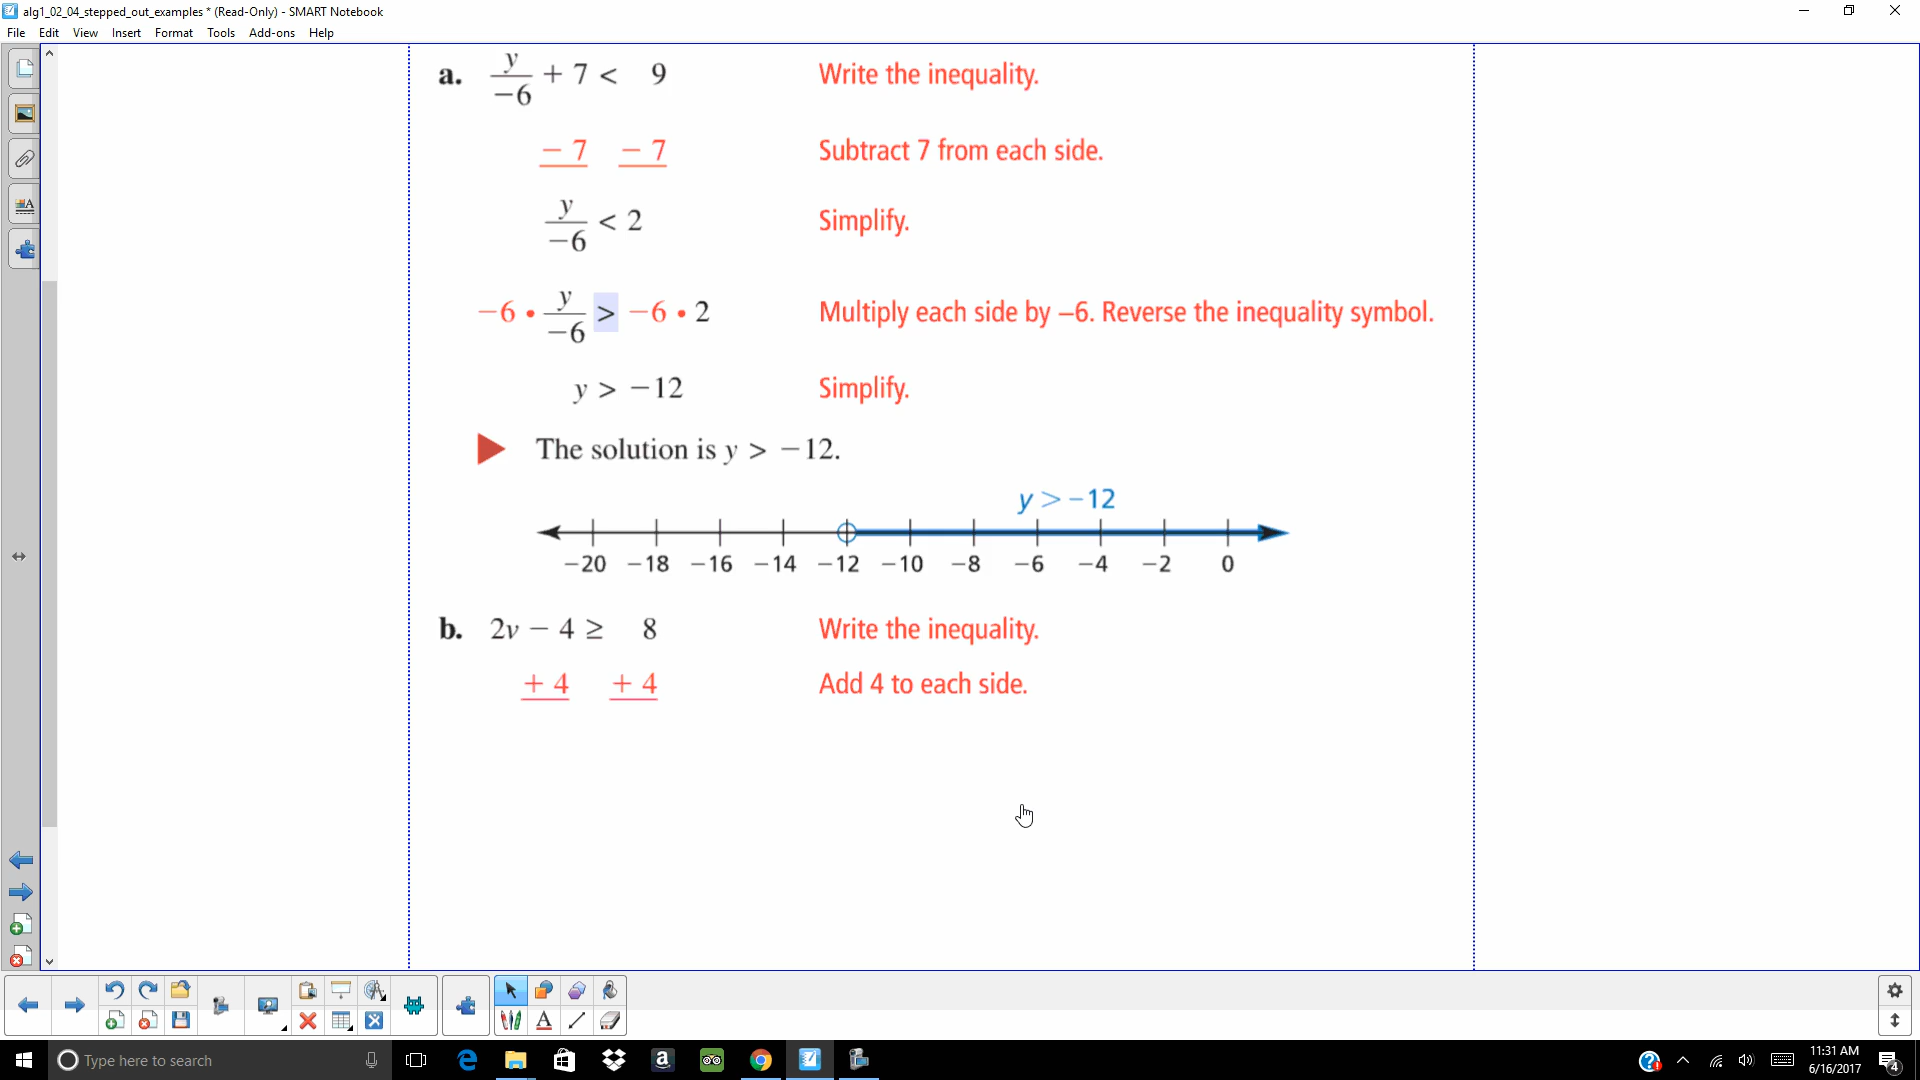 alg1_02_04_stepped_out_examples * (Read-Only) - SMART Notebook
File Edit View Insert Format Tools Add-ons Help
a. y/−6 + 7 < 9 Write the inequality.
− 7 − 7 Subtract 7 from each side.
y/−6 < 2 Simplify.
−6 • y/−6 > −6 • 2 Multiply each side by −6. Reverse the inequality symbol.
y > −12 Simplify.
The solution is y > −12.
y > −12
−20 −18 −16 −14 −12 −10 −8 −6 −4 −2 0
b. 2v − 4 ≥ 8 Write the inequality.
+ 4 + 4 Add 4 to each side.
Type here to search
11:31 AM
6/16/2017
4